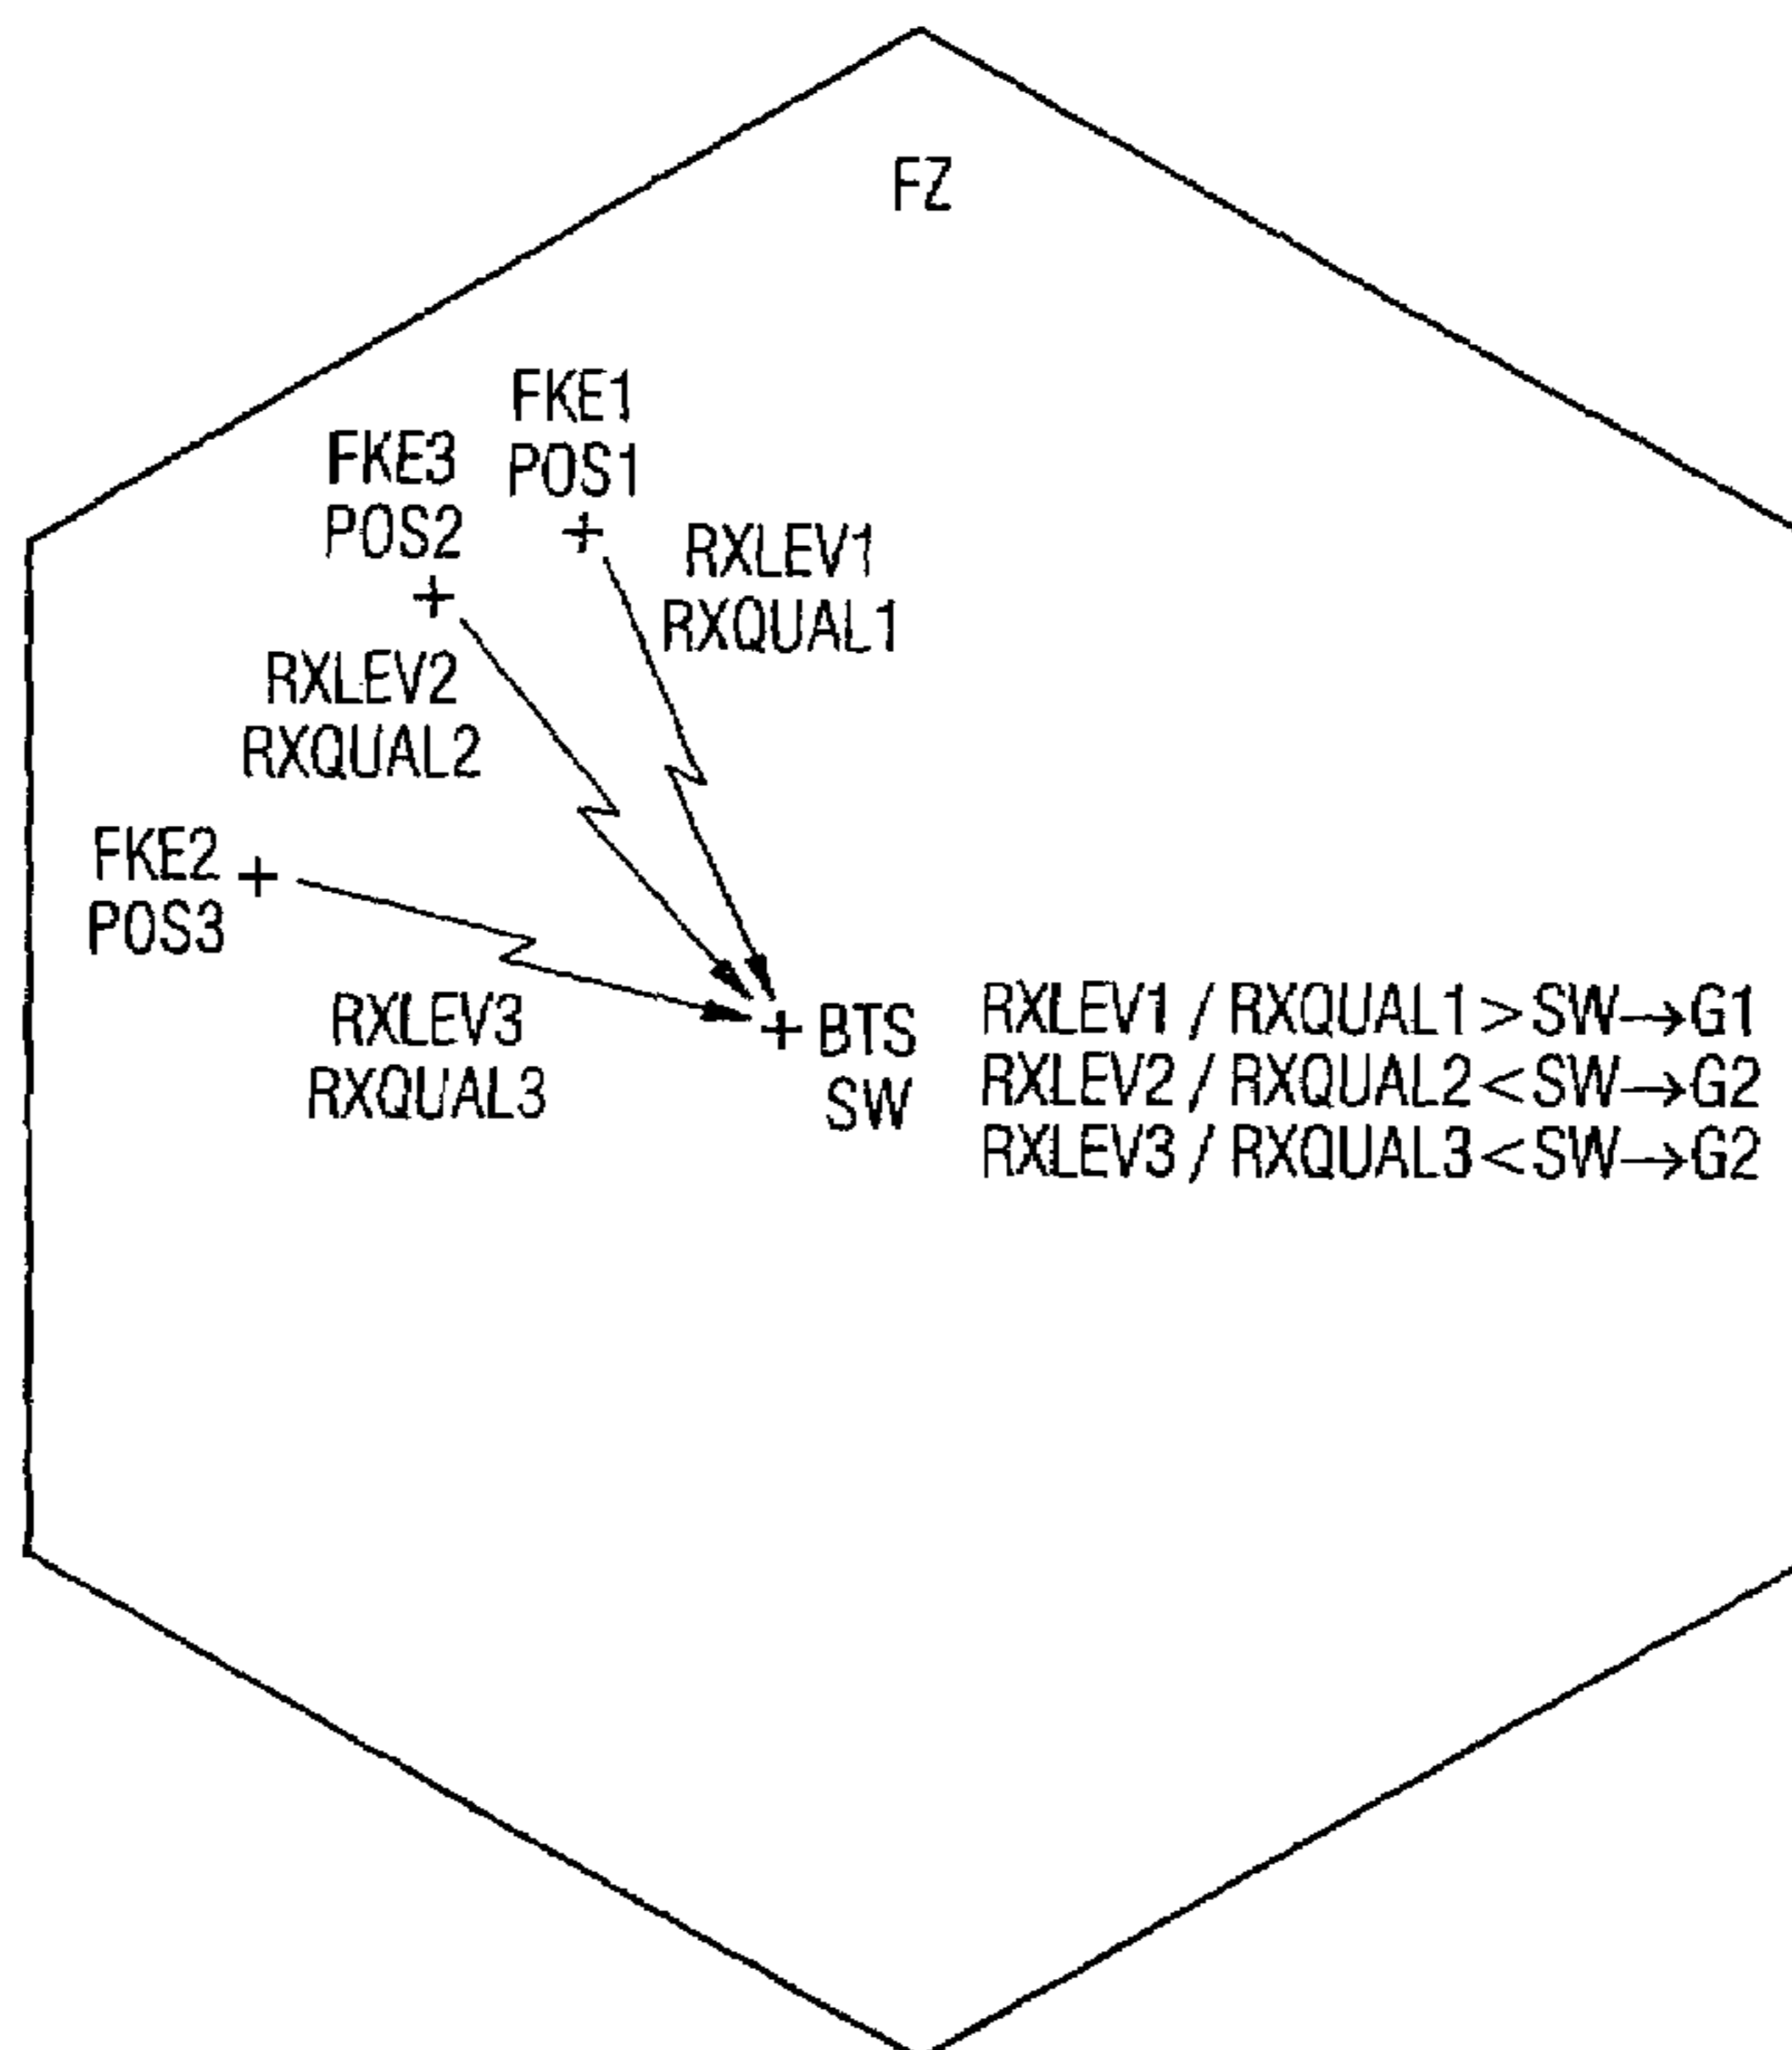 FZ
FKE1
POS1
FKE3
POS2
RXLEV1
RXQUAL1
RXLEV2
RXQUAL2
FKE2
POS3
RXLEV3
RXQUAL3
BTS
SW
RXLEV1 / RXQUAL1>SW→G1
RXLEV2 / RXQUAL2<SW→G2
RXLEV3 / RXQUAL3<SW→G2